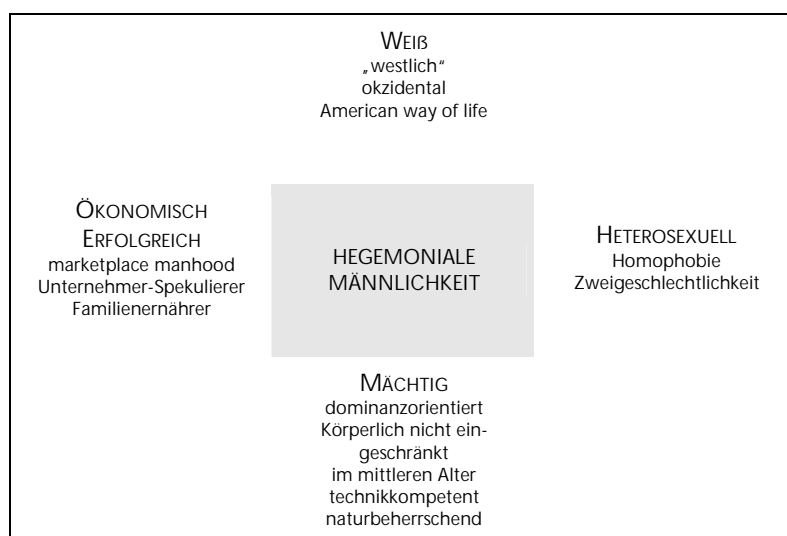 WEIß
„westlich“
okzidental
American way of life
ÖKONOMISCH
ERFOLGREICH
marketplace manhood
Unternehmer-Spekulierer
Familienernährer
HEGEMONIALE
MÄNNLICHKEIT
HETEROSEXUELL
Homophobie
Zweigeschlechtlichkeit
MÄCHTIG
dominanzorientiert
Körperlich nicht ein-
geschränkt
im mittleren Alter
technikkompetent
naturbeherrschend